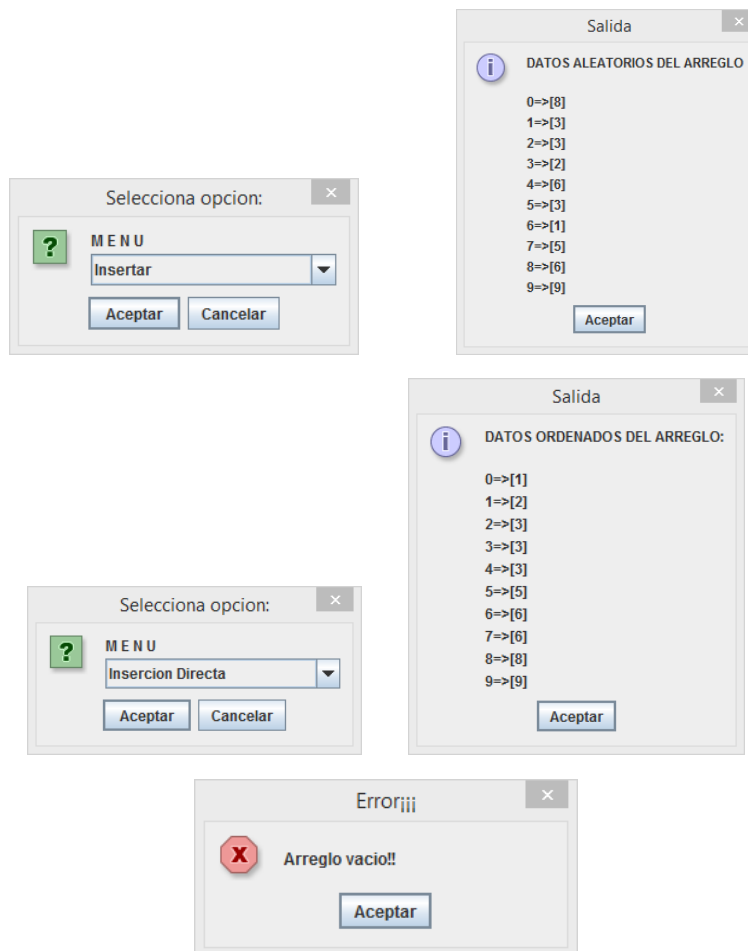 Selecciona opcion:
M E N U
Insertar
Aceptar Cancelar
Salida
DATOS ALEATORIOS DEL ARREGLO
0=>[8]
1=>[3]
2=>[3]
3=>[2]
4=>[6]
5=>[3]
6=>[1]
7=>[5]
8=>[6]
9=>[9]
Aceptar
Selecciona opcion:
M E N U
Insercion Directa
Aceptar Cancelar
Salida
DATOS ORDENADOS DEL ARREGLO:
0=>[1]
1=>[2]
2=>[3]
3=>[3]
4=>[3]
5=>[5]
6=>[6]
7=>[6]
8=>[8]
9=>[9]
Aceptar
Error¡¡¡
Arreglo vacio!!
Aceptar